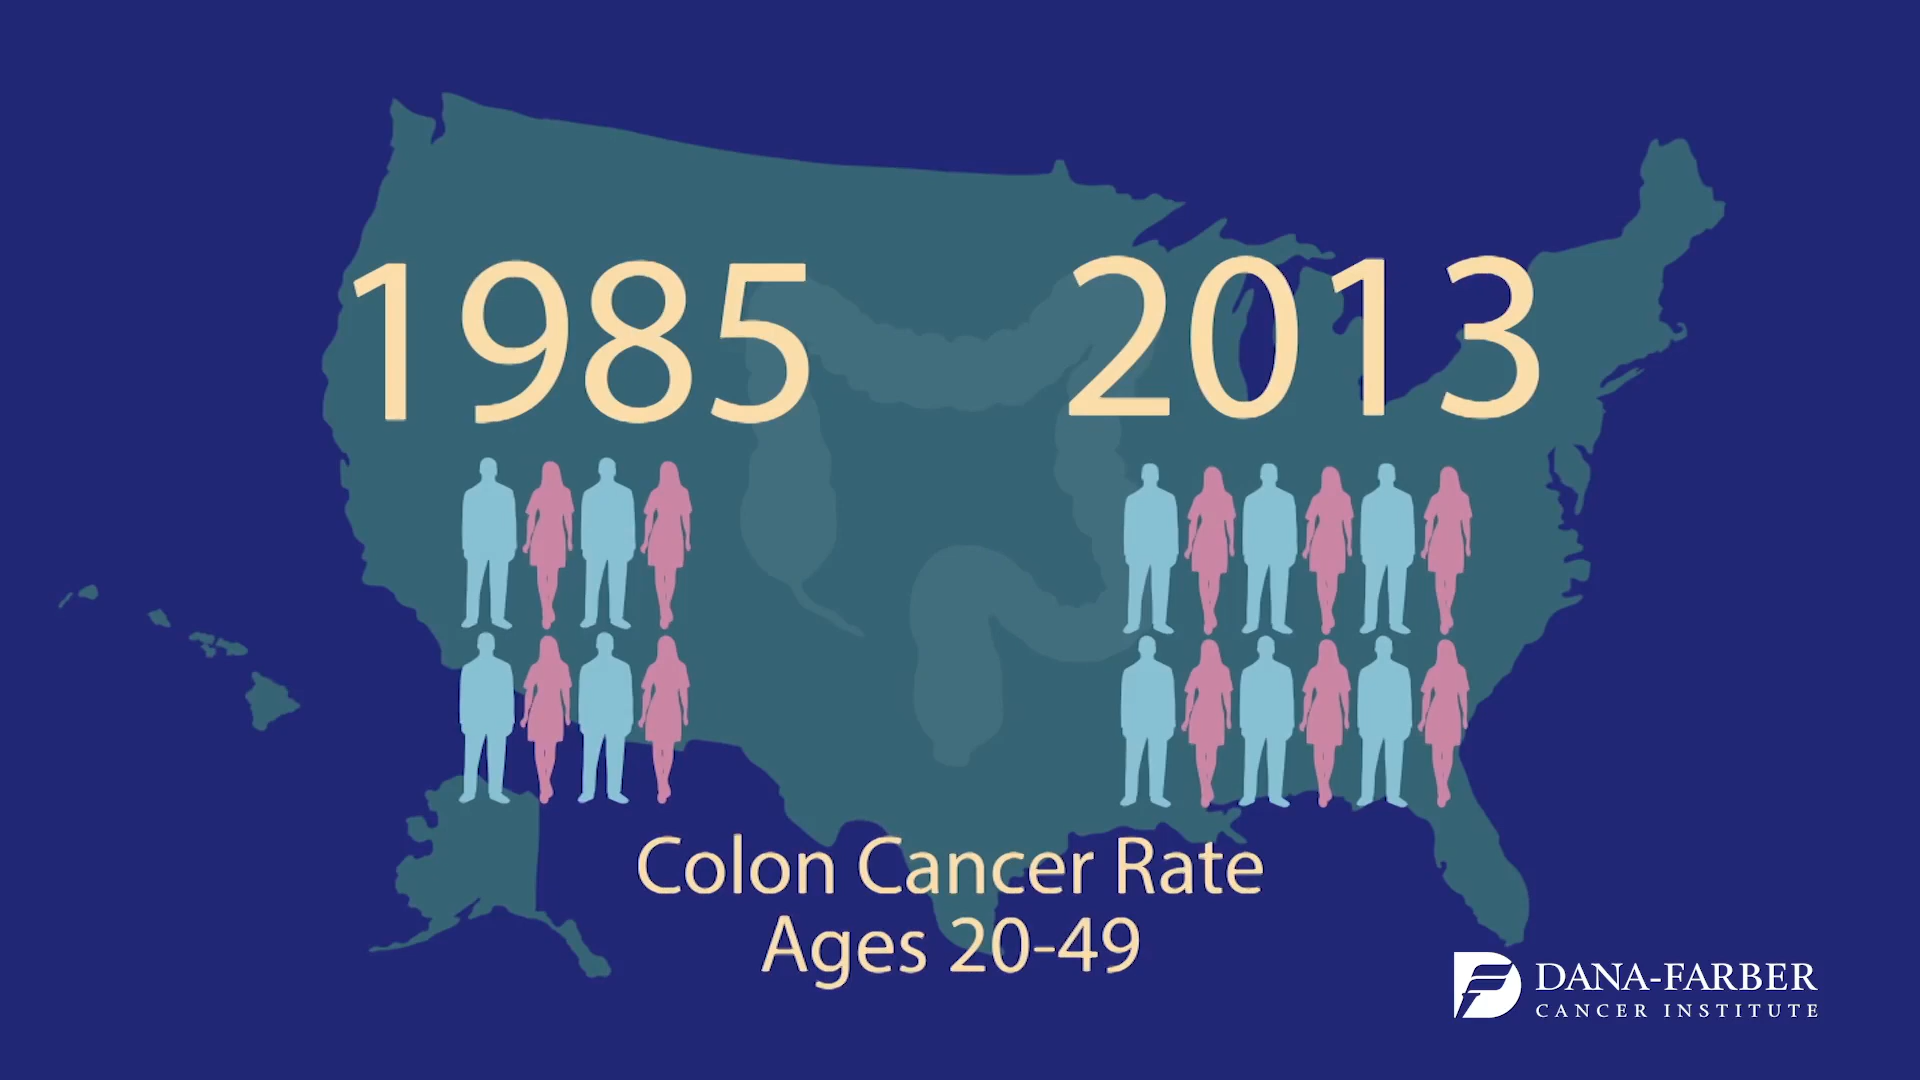 1985
2013
Colon Cancer Rate
Ages 20-49
DANA-FARBER
CANCER INSTITUTE